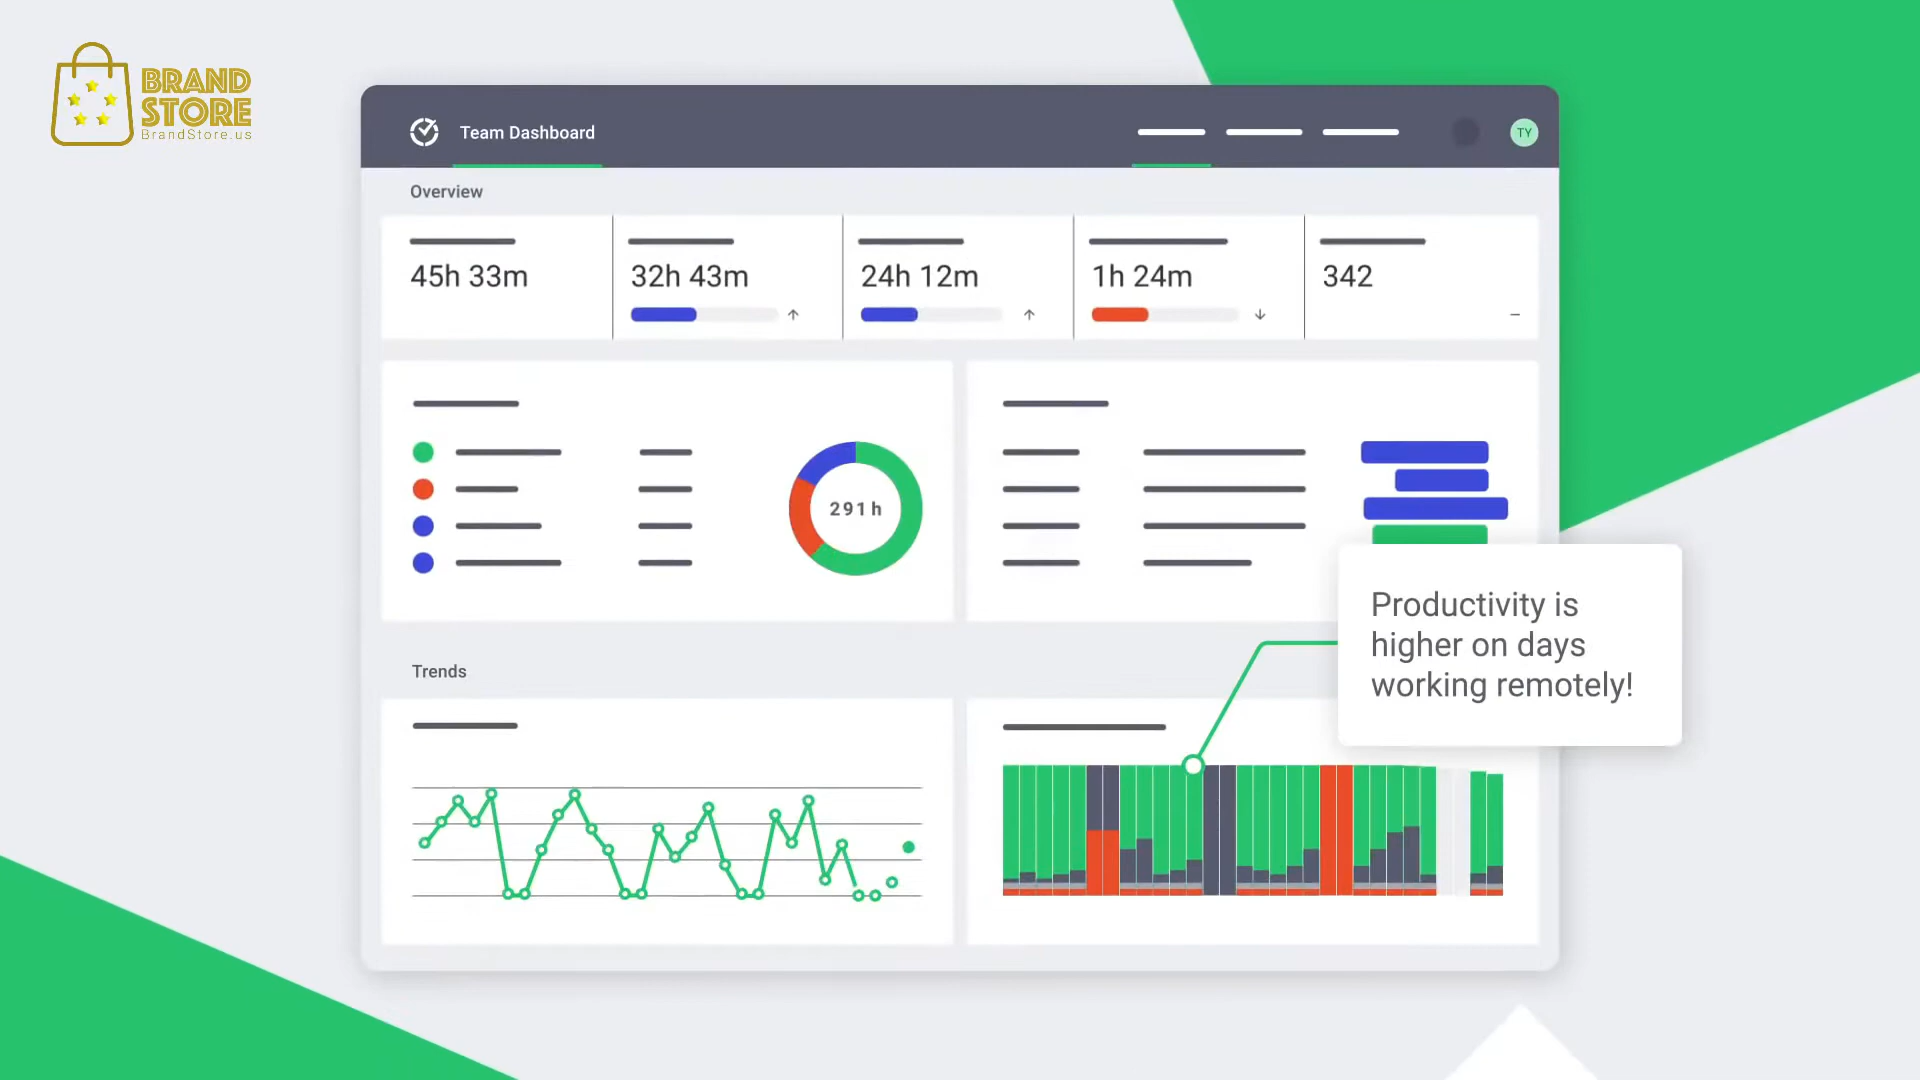 BRAND
STORE
BrandStore.us
Team Dashboard
TY
Overview
45h 33m
32h 43m
24h 12m
1h 24m
342
291h
Productivity is
higher on days
working remotely!
Trends